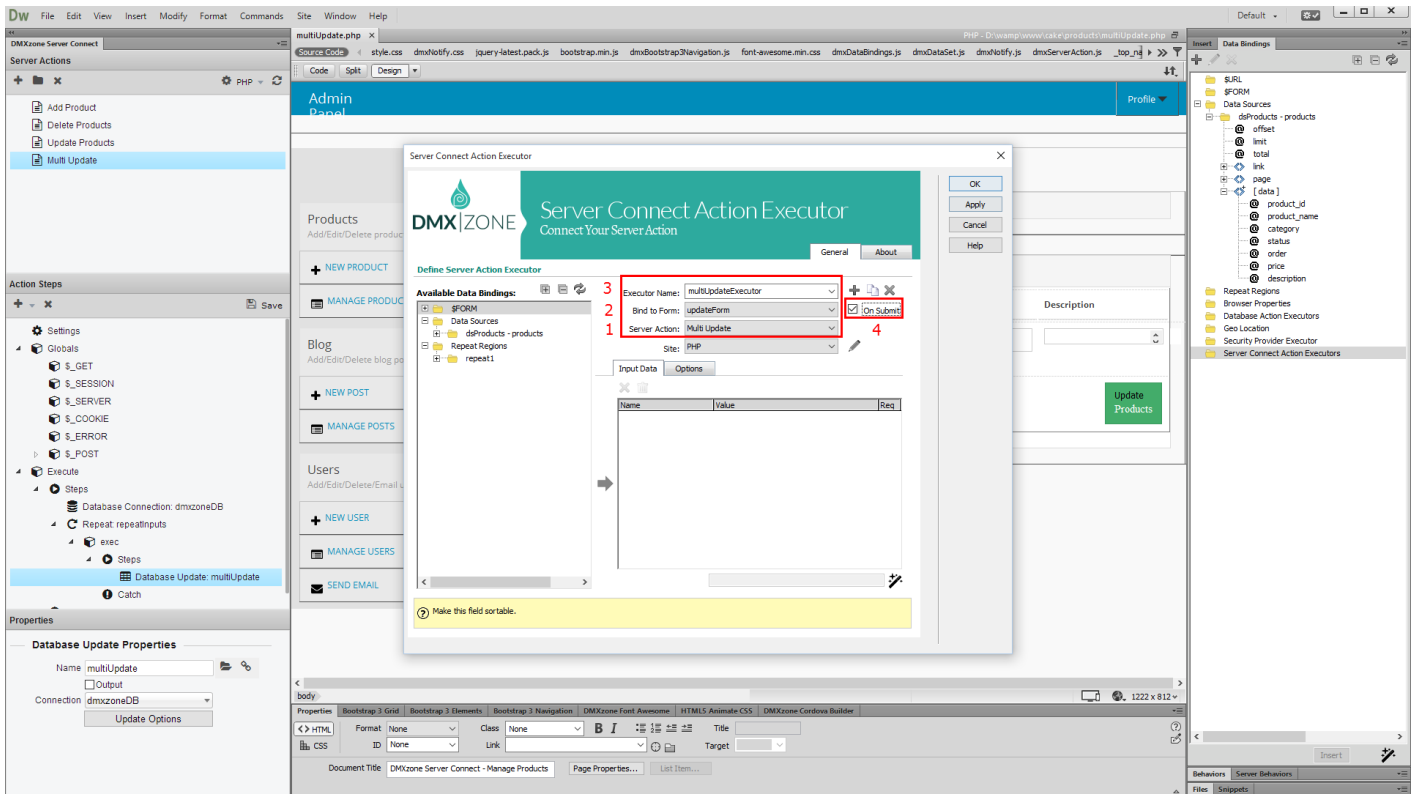 Dw File Edit View Insert Modify Format Commands Site Window Help
Default
DMXzone Server Connect
Server Actions
PHP
Add Product
Delete Products
Update Products
Multi Update
Action Steps
Save
Settings
Globals
$_GET
$_SESSION
$_SERVER
$_COOKIE
$_ERROR
$_POST
Execute
Steps
Database Connection: dmxzoneDB
Repeat: repeatInputs
exec
Steps
Database Update: multiUpdate
Catch
Properties
Database Update Properties
Name multiUpdate
Output
Connection dmxzoneDB
Update Options
multiUpdate.php x
PHP - D:\wamp\www\cake\products\multiUpdate.php
Source Code style.css dmxNotify.css jquery-latest.pack.js bootstrap.min.js dmxBootstrap3Navigation.js font-awesome.min.css dmxDataBindings.js dmxDataSet.js dmxNotify.js dmxServerAction.js _top_na
Code Split Design
Admin
Panel
Profile
Products
Add/Edit/Delete produc
NEW PRODUCT
MANAGE PRODUC
Blog
Add/Edit/Delete blog po
NEW POST
MANAGE POSTS
Users
Add/Edit/Delete/Email u
NEW USER
MANAGE USERS
SEND EMAIL
Description
Update
Products
Server Connect Action Executor
DMX|ZONE
Server Connect Action Executor
Connect Your Server Action
General About
OK
Apply
Cancel
Help
Define Server Action Executor
Available Data Bindings:
$FORM
Data Sources
dsProducts - products
Repeat Regions
repeat1
3 Executor Name: multiUpdateExecutor
2 Bind to Form: updateForm On Submit
1 Server Action: Multi Update 4
Site: PHP
Input Data Options
Name Value Req
? Make this field sortable.
body
1222 x 812
Properties Bootstrap 3 Grid Bootstrap 3 Elements Bootstrap 3 Navigation DMXzone Font Awesome HTML5 Animate CSS DMXzone Cordova Builder
<> HTML Format None Class None B I Title
CSS ID None Link Target
Document Title DMXzone Server Connect - Manage Products Page Properties... List Item...
Insert Data Bindings
$URL
$FORM
Data Sources
dsProducts - products
offset
limit
total
link
page
[ data ]
product_id
product_name
category
status
order
price
description
Repeat Regions
Browser Properties
Database Action Executors
Geo Location
Security Provider Executor
Server Connect Action Executors
Insert
Behaviors Server Behaviors
Files Snippets